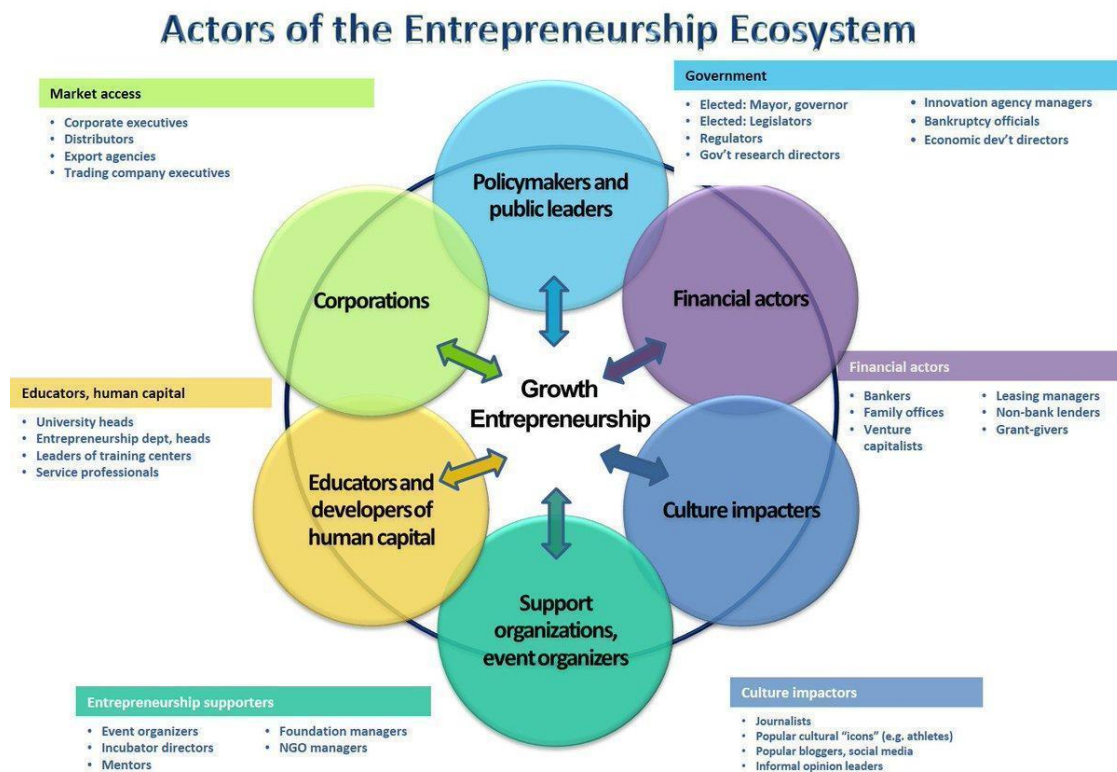 Actors of the Entrepreneurship Ecosystem
Market access
• Corporate executives
• Distributors
• Export agencies
• Trading company executives
Government
• Elected: Mayor, governor
• Elected: Legislators
• Regulators
• Gov't research directors
• Innovation agency managers
• Bankruptcy officials
• Economic dev't directors
Policymakers and
public leaders
Corporations
Financial actors
Growth
Entrepreneurship
Educators, human capital
• University heads
• Entrepreneurship dept, heads
• Leaders of training centers
• Service professionals
Financial actors
• Bankers
• Family offices
• Venture
capitalists
• Leasing managers
• Non-bank lenders
• Grant-givers
Educators and
developers of
human capital
Culture impacters
Support
organizations,
event organizers
Entrepreneurship supporters
• Event organizers
• Incubator directors
• Mentors
• Foundation managers
• NGO managers
Culture impactors
• Journalists
• Popular cultural “icons” (e.g. athletes)
• Popular bloggers, social media
• Informal opinion leaders